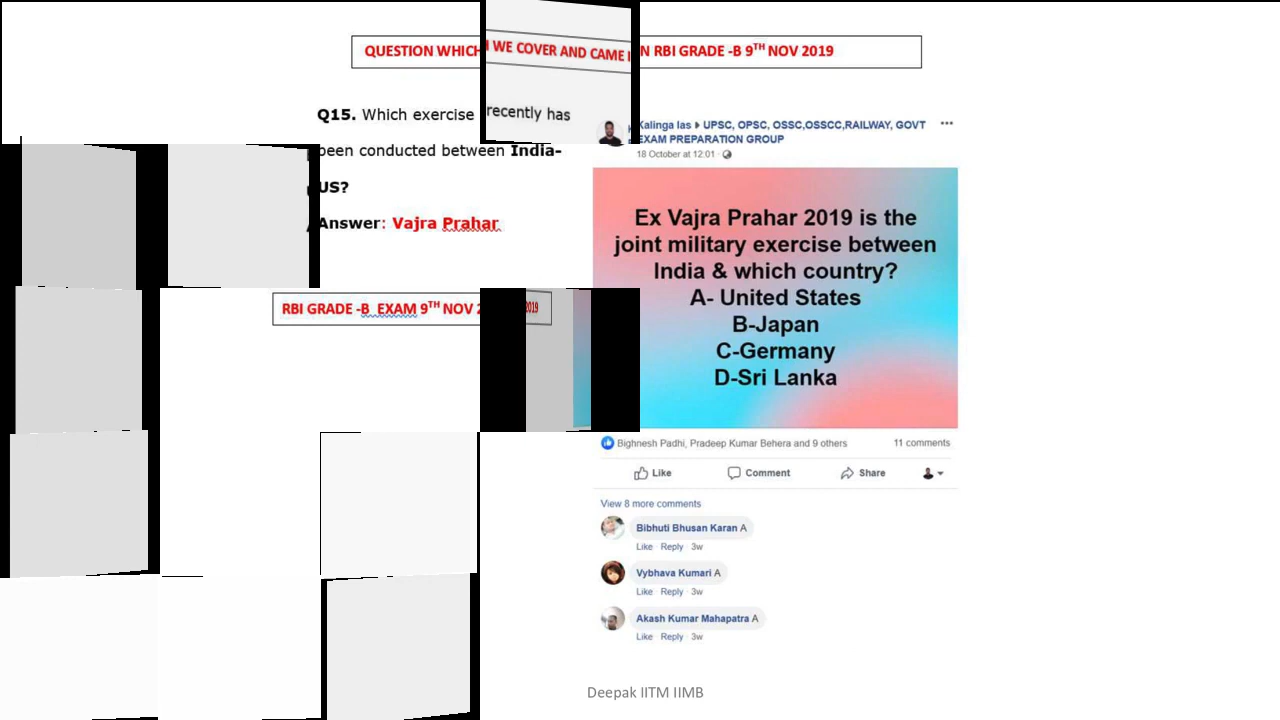 QUESTION WHICH WE COVER AND CAME IN RBI GRADE -B 9TH NOV 2019
Q15. Which exercise recently has
been conducted between India-
US?
Answer: Vajra Prahar
RBI GRADE -B EXAM 9TH NOV 2019
Kalinga Ias ▸ UPSC, OPSC, OSSC,OSSCC,RAILWAY, GOVT
EXAM PREPARATION GROUP
18 October at 12:01 ·
Ex Vajra Prahar 2019 is the
joint military exercise between
India & which country?
A- United States
B-Japan
C-Germany
D-Sri Lanka
Bighnesh Padhi, Pradeep Kumar Behera and 9 others 11 comments
Like Comment Share
View 8 more comments
Bibhuti Bhusan Karan A
Like · Reply · 3w
Vybhava Kumari A
Like · Reply · 3w
Akash Kumar Mahapatra A
Like · Reply · 3w
Deepak IITM IIMB